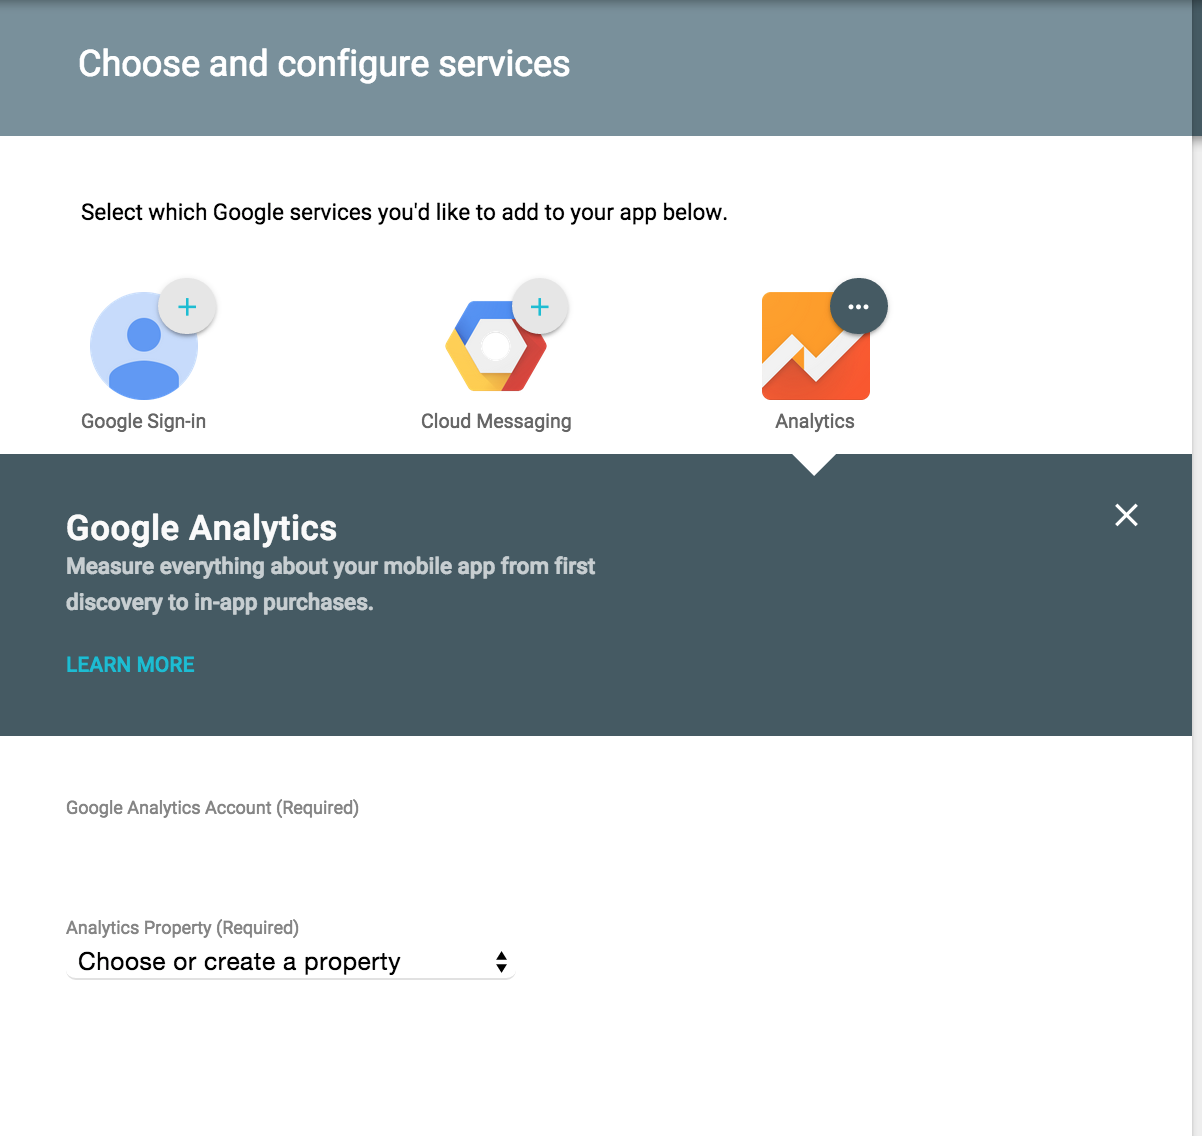 Choose and configure services
Select which Google services you'd like to add to your app below.
Google Sign-in
Cloud Messaging
Analytics
Google Analytics
Measure everything about your mobile app from first
discovery to in-app purchases.
LEARN MORE
Google Analytics Account (Required)
Analytics Property (Required)
Choose or create a property